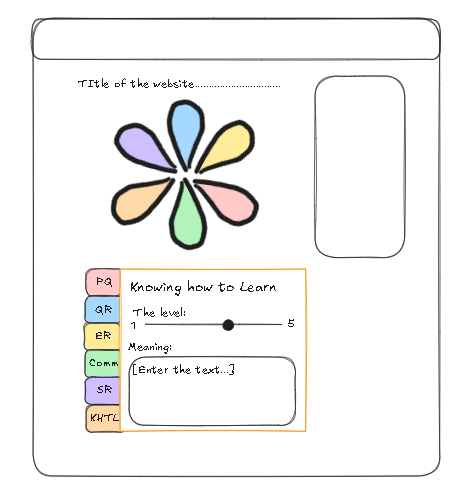 TItle of the website..............................
PQ
QR
ER
Comm
SR
KHTL
Knowing how to Learn
The level:
1 5
Meaning:
[Enter the text...]